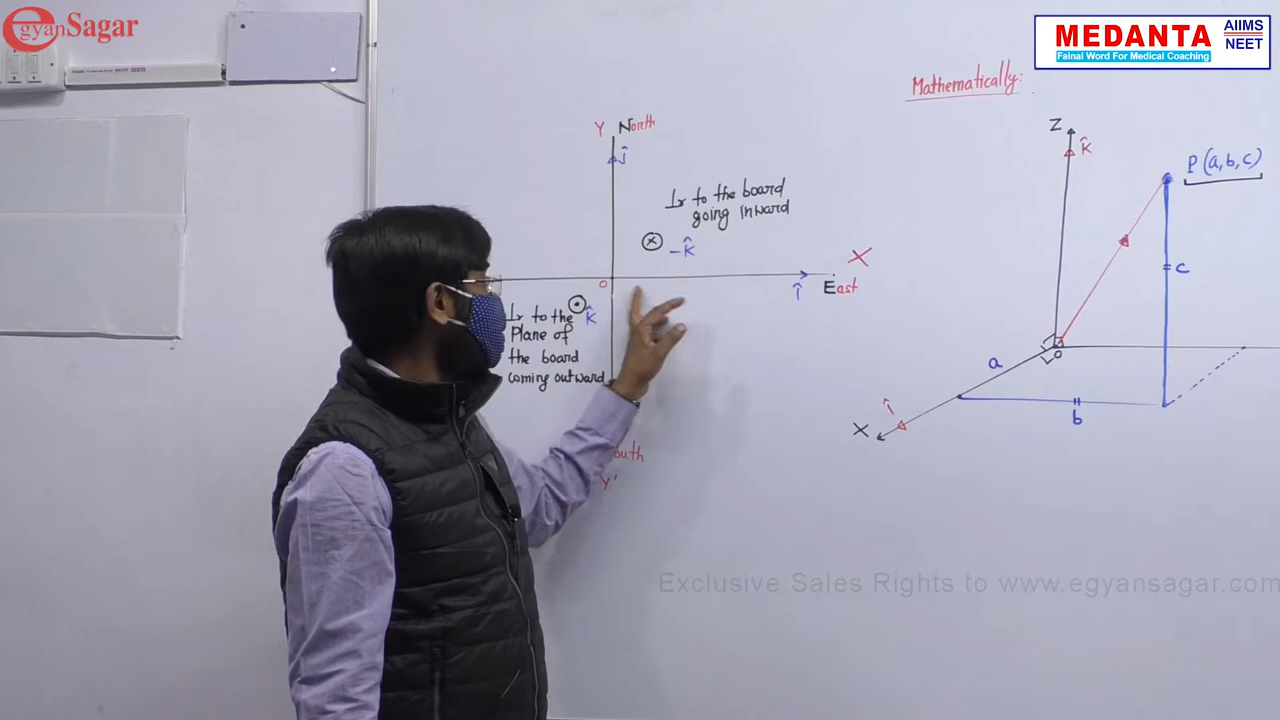 egyanSagar
MEDANTA
AIIMS
NEET
Fainal Word For Medical Coaching
Mathematically:
Y North
ĵ
⊥r to the board
going inward
⊗
-k̂
X
O
î
East
⊙
k̂
⊥r to the
Plane of
the board
coming outward
outh
Y'
Z
k̂
P(a,b,c)
c
O
a
î
X
b
Exclusive Sales Rights to www.egyansagar.com